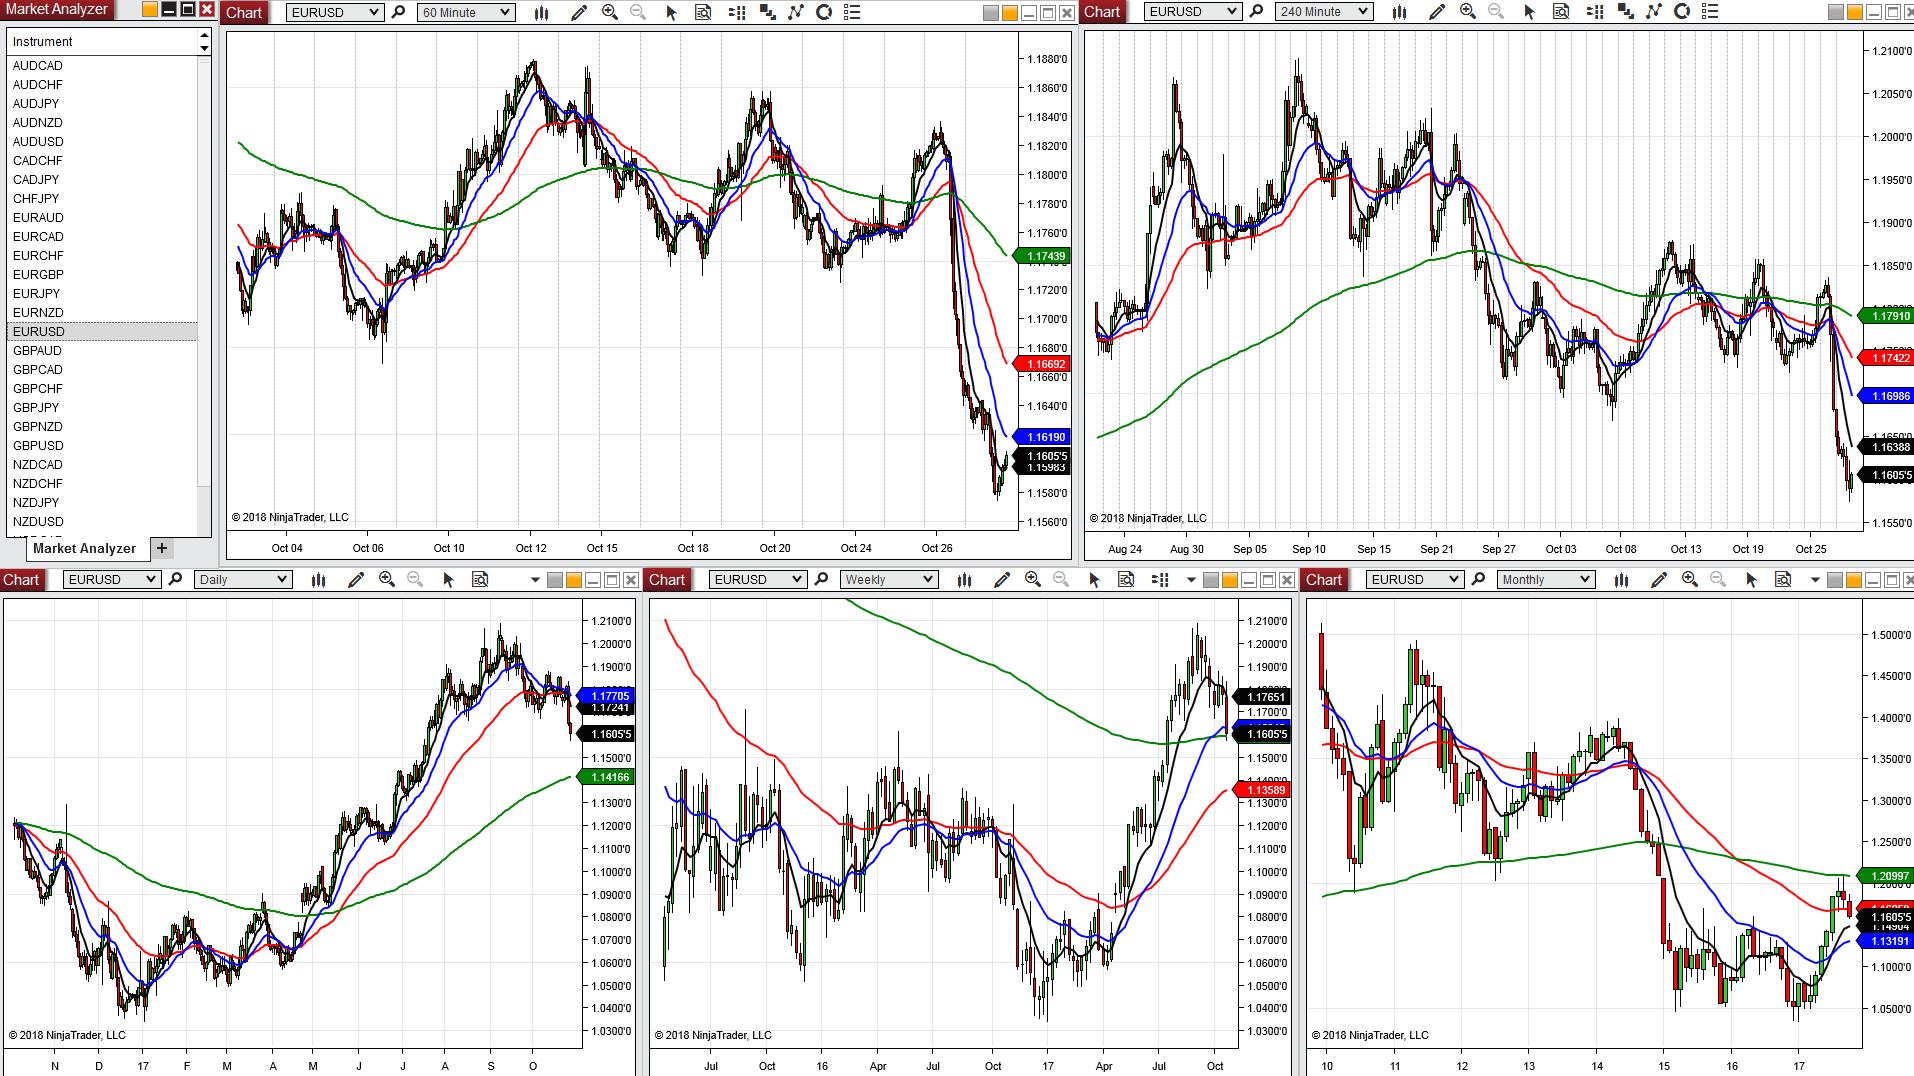 Market Analyzer
Instrument
AUDCAD
AUDCHF
AUDJPY
AUDNZD
AUDUSD
CADCHF
CADJPY
CHFJPY
EURAUD
EURCAD
EURCHF
EURGBP
EURJPY
EURNZD
EURUSD
GBPAUD
GBPCAD
GBPCHF
GBPJPY
GBPNZD
GBPUSD
NZDCAD
NZDCHF
NZDJPY
NZDUSD
Market Analyzer +
Chart EURUSD 60 Minute
1.1880'0
1.1860'0
1.1840'0
1.1820'0
1.1800'0
1.1780'0
1.1760'0
1.17439
1.1720'0
1.1700'0
1.1680'0
1.16692
1.1660'0
1.1640'0
1.16190
1.1605'5
1.15983
1.1580'0
1.1560'0
© 2018 NinjaTrader, LLC
Oct 04 Oct 06 Oct 10 Oct 12 Oct 15 Oct 18 Oct 20 Oct 24 Oct 26
Chart EURUSD 240 Minute
1.2100'0
1.2050'0
1.2000'0
1.1950'0
1.1900'0
1.1850'0
1.17910
1.17422
1.16986
1.16388
1.1605'5
1.1550'0
© 2018 NinjaTrader, LLC
Aug 24 Aug 30 Sep 05 Sep 10 Sep 15 Sep 21 Sep 27 Oct 03 Oct 08 Oct 13 Oct 19 Oct 25
Chart EURUSD Daily
1.2100'0
1.2000'0
1.1900'0
1.17705
1.17241
1.1605'5
1.1500'0
1.14166
1.1300'0
1.1200'0
1.1100'0
1.1000'0
1.0900'0
1.0800'0
1.0700'0
1.0600'0
1.0500'0
1.0400'0
1.0300'0
© 2018 NinjaTrader, LLC
N D 17 F M A M J J A S O
Chart EURUSD Weekly
1.2100'0
1.2000'0
1.1900'0
1.17651
1.1700'0
1.1605'5
1.1500'0
1.13589
1.1300'0
1.1200'0
1.1100'0
1.1000'0
1.0900'0
1.0800'0
1.0700'0
1.0600'0
1.0500'0
1.0400'0
1.0300'0
© 2018 NinjaTrader, LLC
Jul Oct 16 Apr Jul Oct 17 Apr Jul Oct
Chart EURUSD Monthly
1.5000'0
1.4500'0
1.4000'0
1.3500'0
1.3000'0
1.2500'0
1.20997
1.1605'5
1.14904
1.13191
1.1000'0
1.0500'0
© 2018 NinjaTrader, LLC
10 11 12 13 14 15 16 17